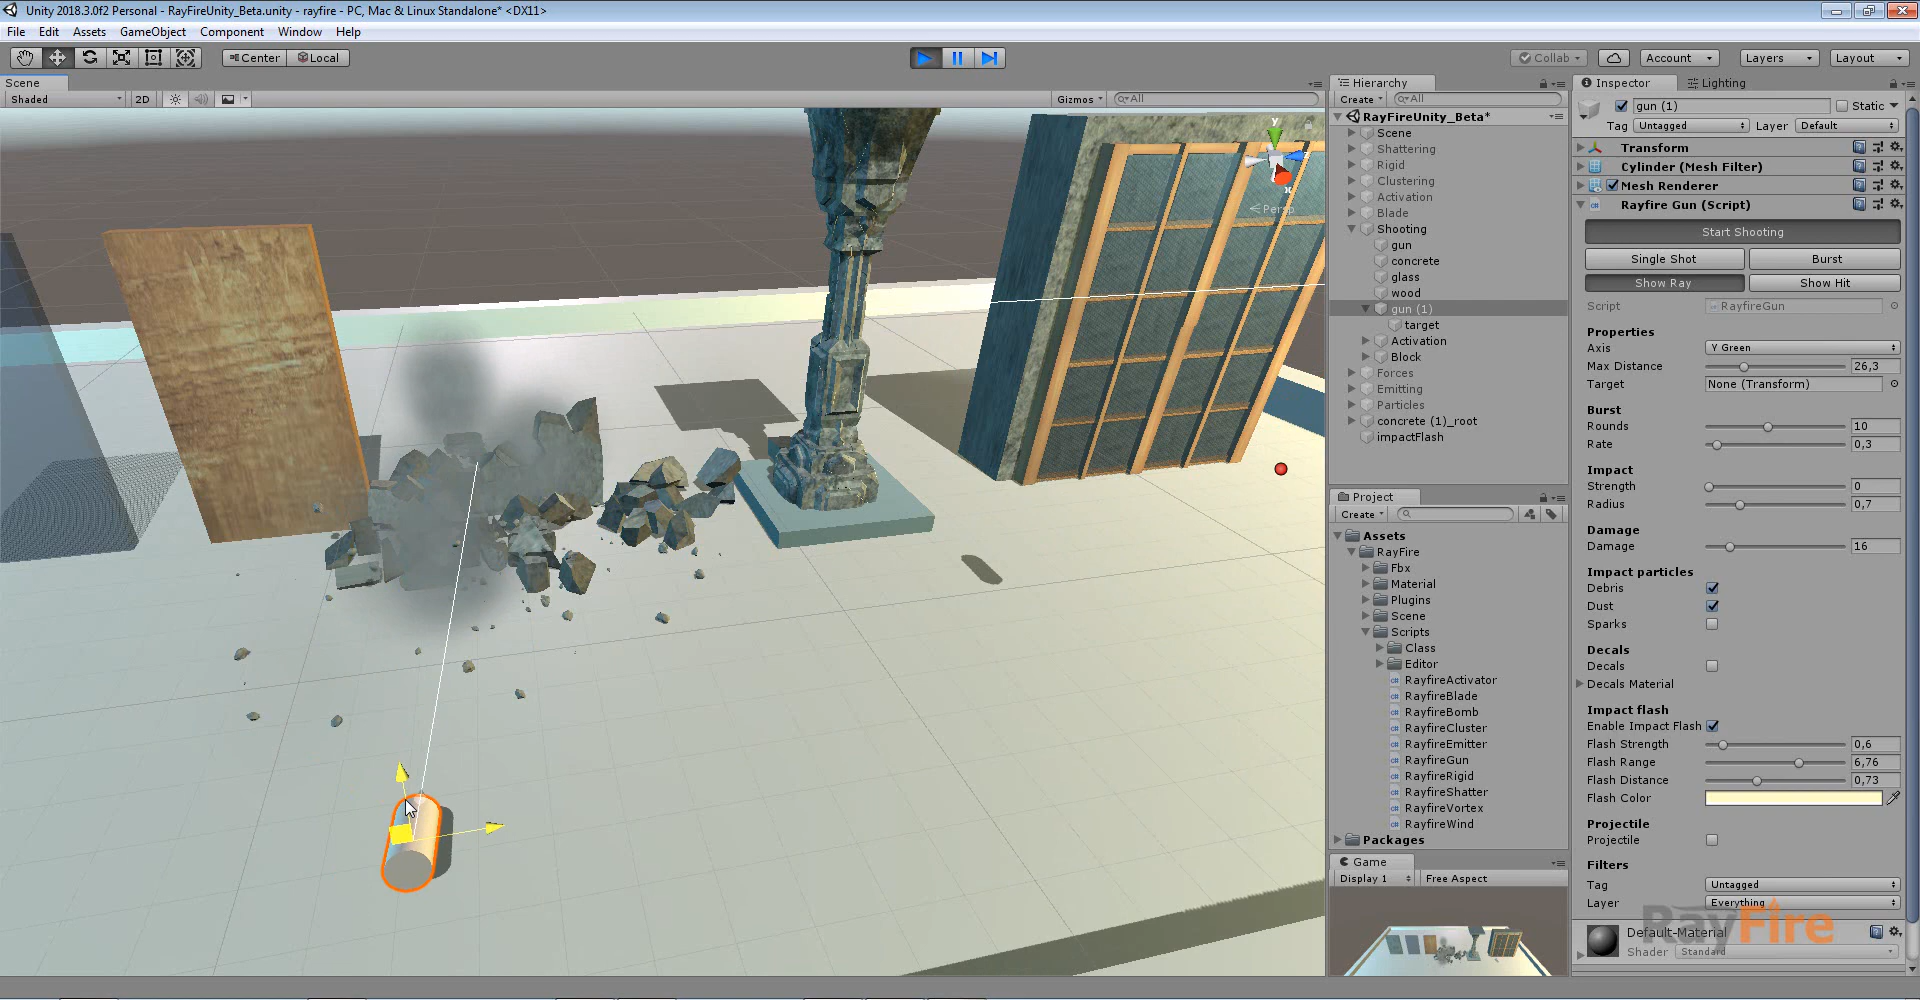 Unity 2018.3.0f2 Personal - RayFireUnity_Beta.unity - rayfire - PC, Mac & Linux Standalone* <DX11>
File Edit Assets GameObject Component Window Help
Center Local Collab Account Layers Layout
Scene
Shaded 2D Gizmos All
y
x
Persp
Hierarchy
Create All
RayFireUnity_Beta*
Scene
Shattering
Rigid
Clustering
Activation
Blade
Shooting
gun
concrete
glass
wood
gun (1)
target
Activation
Block
Forces
Emitting
Particles
concrete (1)_root
impactFlash
Project
Create
Assets
RayFire
Fbx
Material
Plugins
Scene
Scripts
Class
Editor
RayfireActivator
RayfireBlade
RayfireBomb
RayfireCluster
RayfireEmitter
RayfireGun
RayfireRigid
RayfireShatter
RayfireVortex
RayfireWind
Packages
Game
Display 1 Free Aspect
Inspector Lighting
gun (1) Static
Tag Untagged Layer Default
Transform
Cylinder (Mesh Filter)
Mesh Renderer
Rayfire Gun (Script)
Start Shooting
Single Shot Burst
Show Ray Show Hit
Script RayfireGun
Properties
Axis Y Green
Max Distance 26,3
Target None (Transform)
Burst
Rounds 10
Rate 0,3
Impact
Strength 0
Radius 0,7
Damage
Damage 16
Impact particles
Debris
Dust
Sparks
Decals
Decals
Decals Material
Impact flash
Enable Impact Flash
Flash Strength 0,6
Flash Range 6,76
Flash Distance 0,73
Flash Color
Projectile
Projectile
Filters
Tag Untagged
Layer Everything
RayFire
Default-Material
Shader Standard